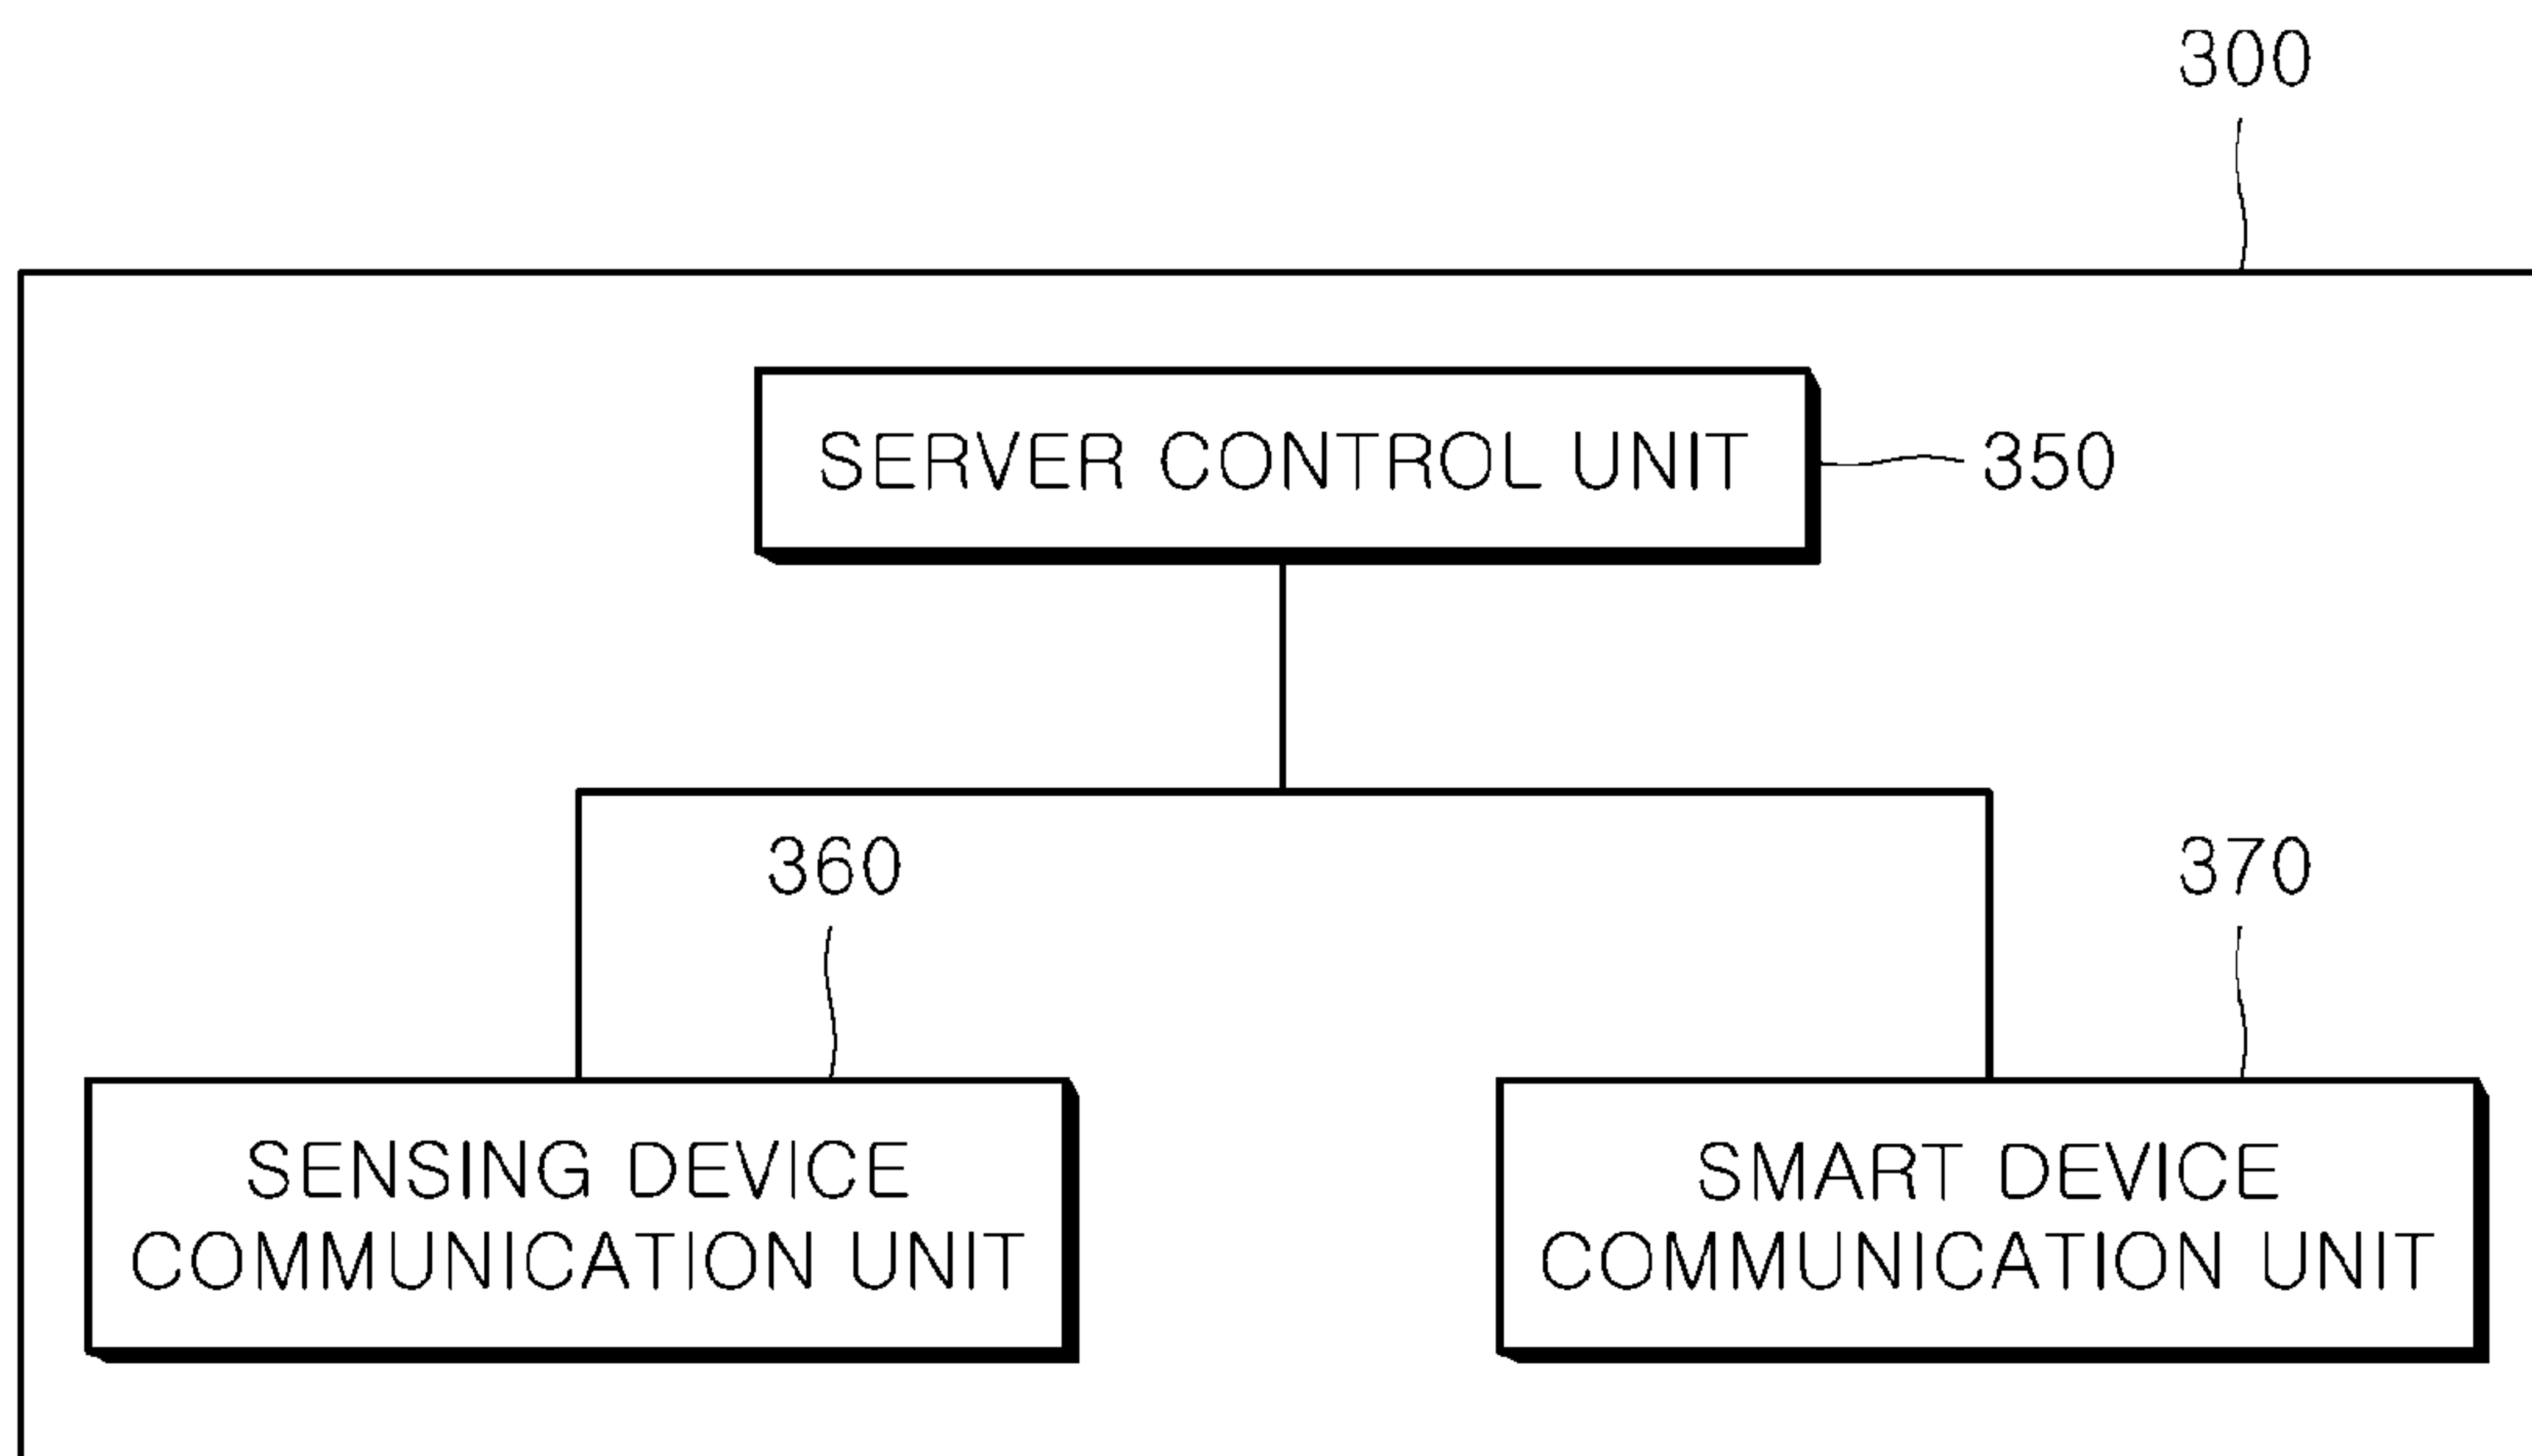 300
SERVER CONTROL UNIT
350
360
370
SENSING DEVICE
COMMUNICATION UNIT
SMART DEVICE
COMMUNICATION UNIT